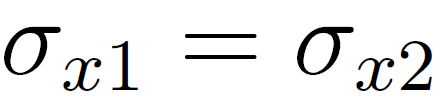 σ_{x1} = σ_{x2}